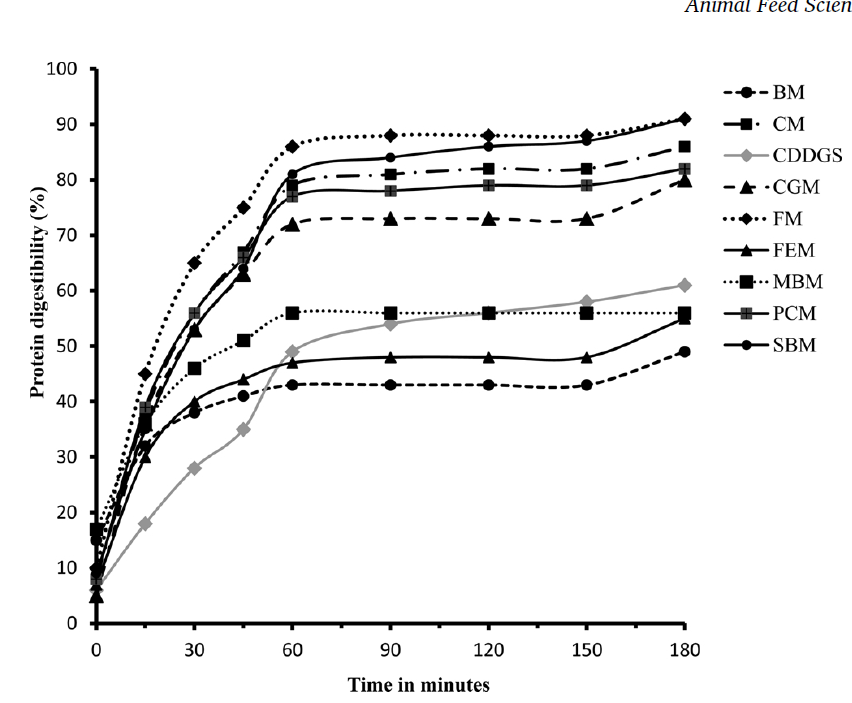 Animal Feed Scien
100
90
80
70
60
50
40
30
20
10
0
Protein digestibility (%)
0 30 60 90 120 150 180
Time in minutes
BM
CM
CDDGS
CGM
FM
FEM
MBM
PCM
SBM